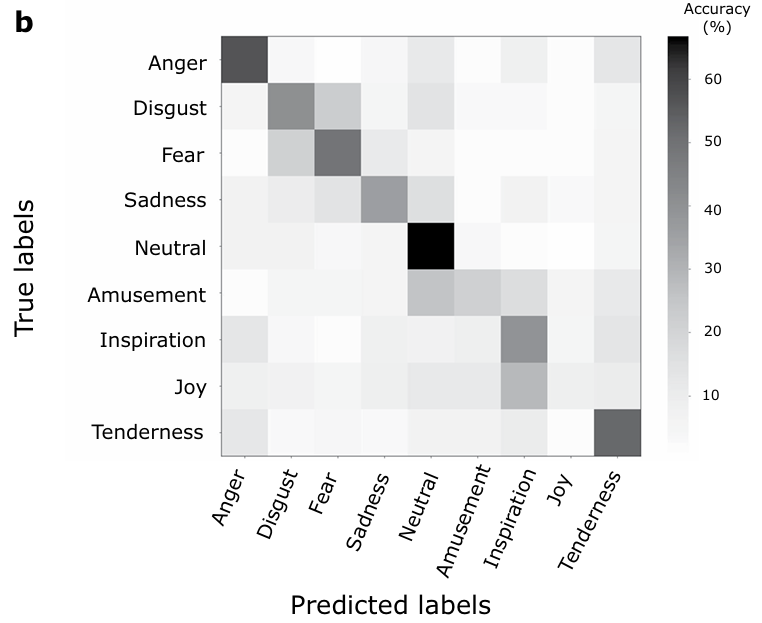 b
Accuracy
(%)
True labels
Anger
Disgust
Fear
Sadness
Neutral
Amusement
Inspiration
Joy
Tenderness
60
50
40
30
20
10
Anger
Disgust
Fear
Sadness
Neutral
Amusement
Inspiration
Joy
Tenderness
Predicted labels